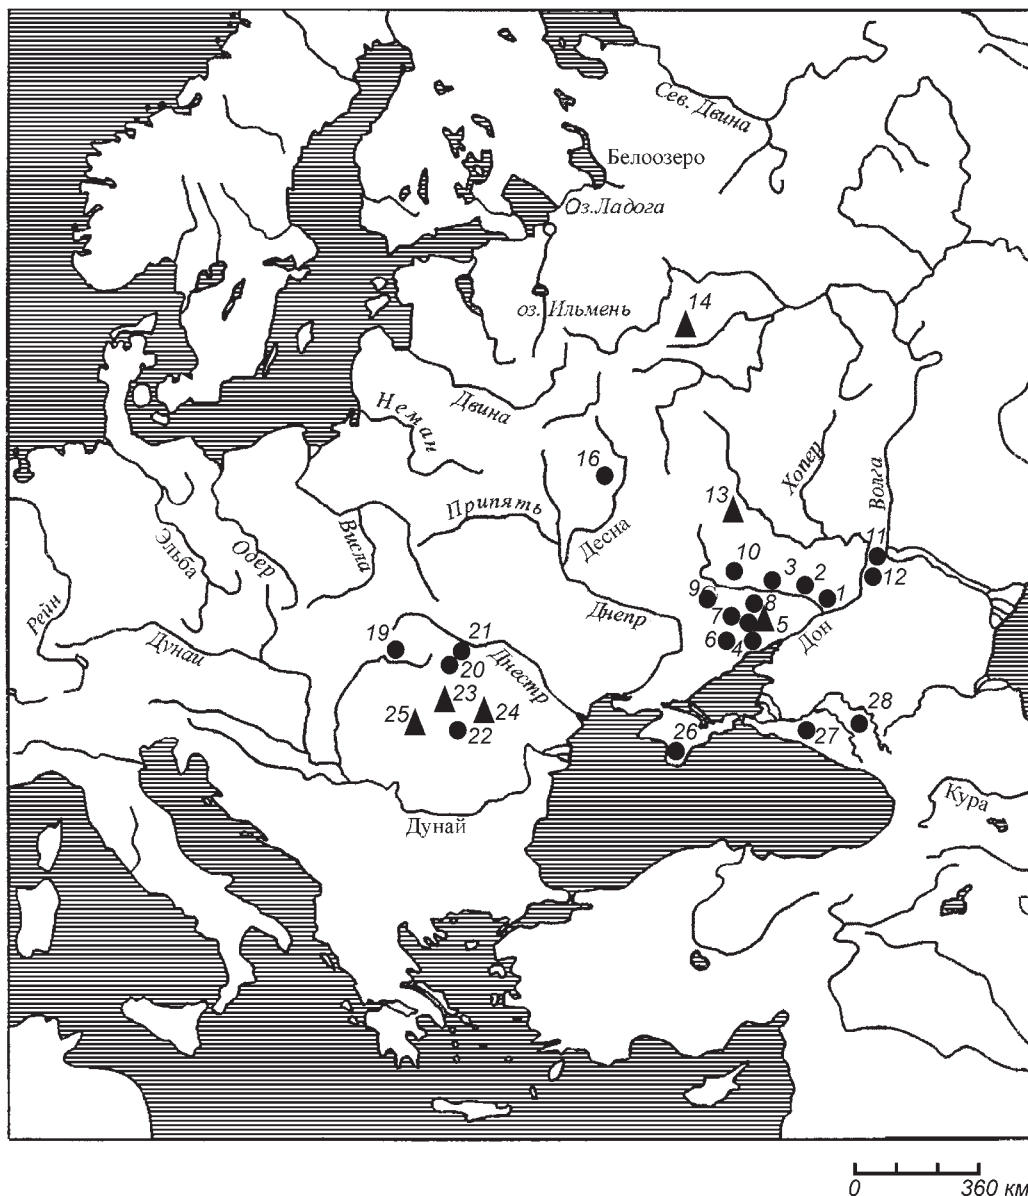 Сев. Двина
Белоозеро
Оз.Ладога
оз. Ильмень
14
Двина
Неман
16
Хопер
Волга
13
Припять
Десна
Висла
Одер
Эльба
Рейн
11
12
10
3
2
1
9
8
7
5
6
4
Дон
Днепр
Дунай
19
21
20
Днестр
23
24
25
22
26
27
28
Кура
Дунай
0 360 км